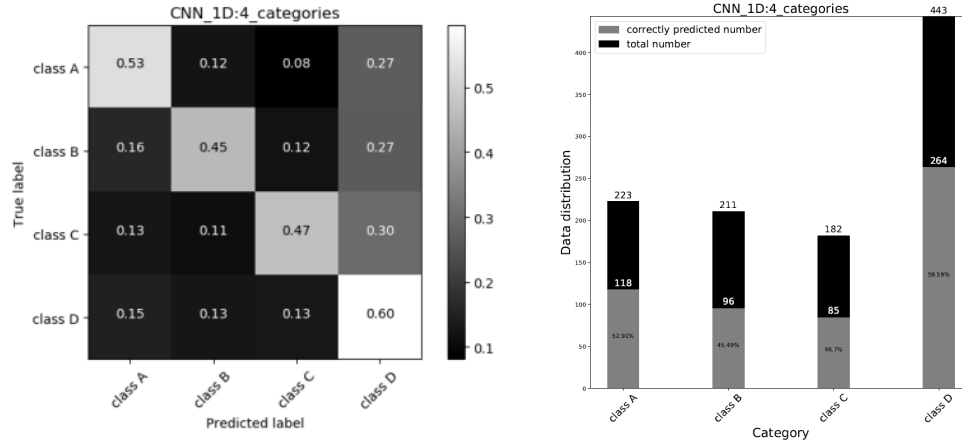 CNN_1D:4_categories
True label
class A
class B
class C
class D
0.53 0.12 0.08 0.27
0.16 0.45 0.12 0.27
0.13 0.11 0.47 0.30
0.15 0.13 0.13 0.60
class A class B class C class D
Predicted label
0.5
0.4
0.3
0.2
0.1
CNN_1D:4_categories
correctly predicted number
total number
Data distribution
400
350
300
250
200
150
100
50
0
223
118
52.91%
211
96
45.49%
182
85
46.7%
443
264
59.59%
class A class B class C class D
Category